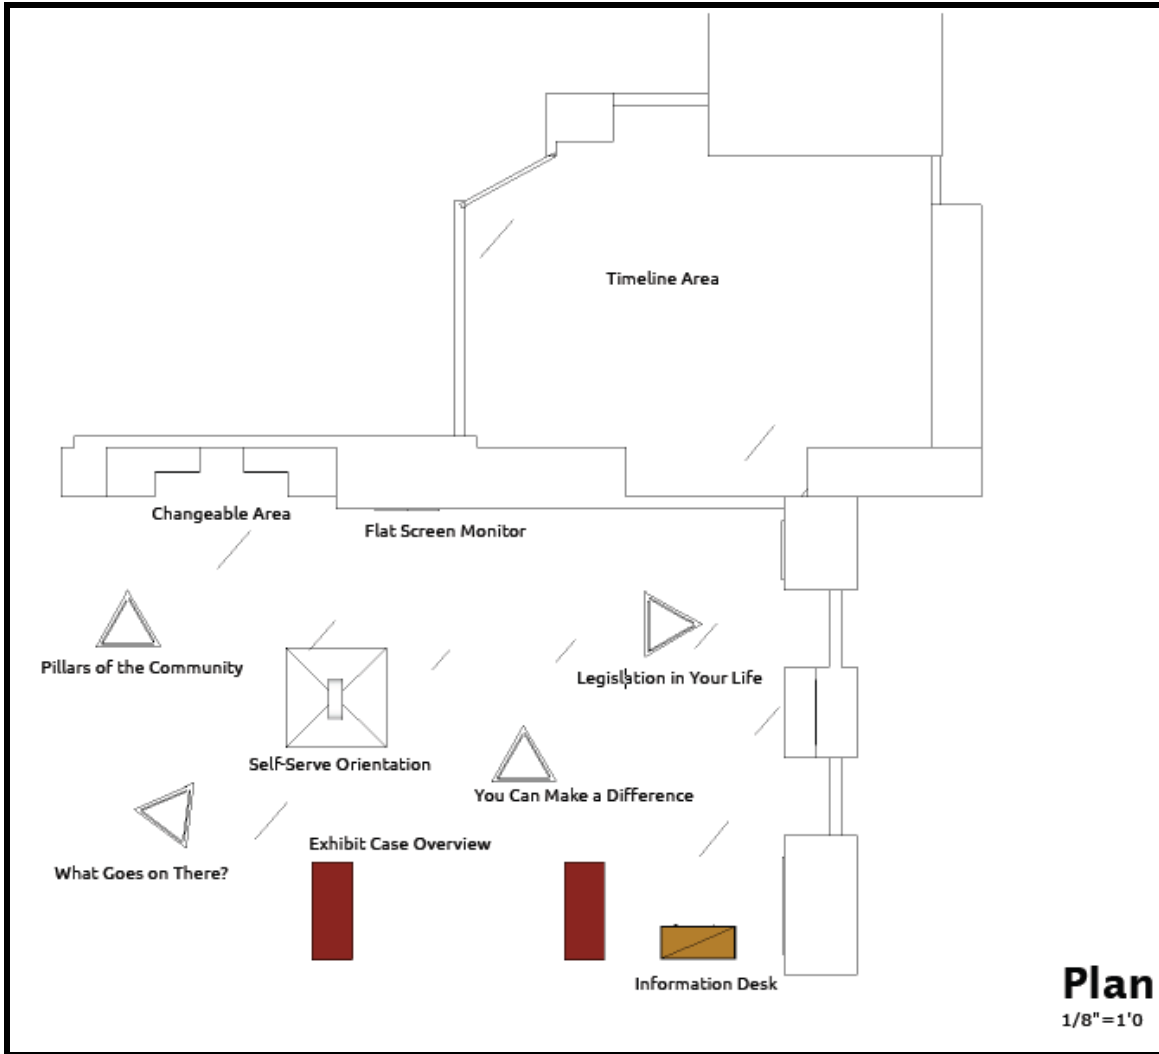 Timeline Area
Changeable Area
Flat Screen Monitor
Pillars of the Community
Legislation in Your Life
Self-Serve Orientation
You Can Make a Difference
Exhibit Case Overview
What Goes on There?
Information Desk
Plan
1/8"=1'0